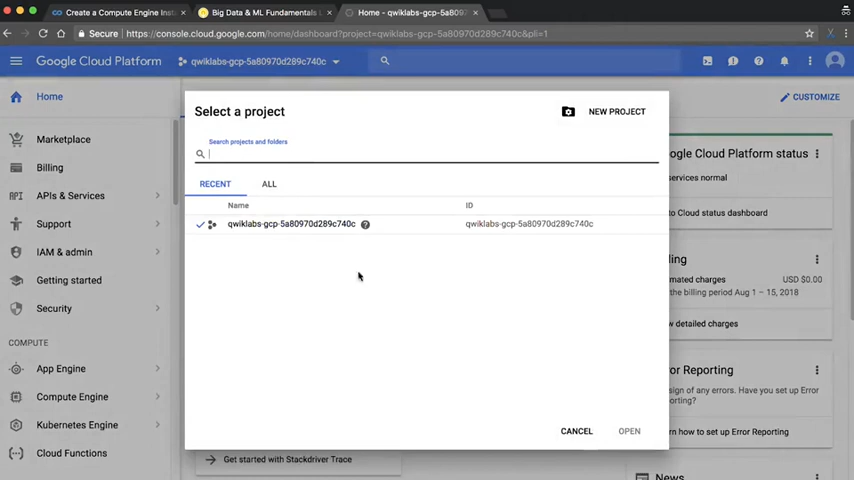 Create a Compute Engine Inst
Big Data & ML Fundamentals
Home - qwiklabs-gcp-5a8097
Secure
https://console.cloud.google.com/home/dashboard?project=qwiklabs-gcp-5a80970d289c740c&pli=1
Google Cloud Platform
qwiklabs-gcp-5a80970d289c740c
Home
CUSTOMIZE
Select a project
NEW PROJECT
Search projects and folders
RECENT
ALL
Name
ID
qwiklabs-gcp-5a80970d289c740c
qwiklabs-gcp-5a80970d289c740c
CANCEL
OPEN
Marketplace
Billing
APIs & Services
Support
IAM & admin
Getting started
Security
COMPUTE
App Engine
Compute Engine
Kubernetes Engine
Cloud Functions
Get started with Stackdriver Trace
ogle Cloud Platform status
services normal
to Cloud status dashboard
ing
mated charges
USD $0.00
the billing period Aug 1 – 15, 2018
w detailed charges
ror Reporting
sign of any errors. Have you set up Error
porting?
rn how to set up Error Reporting
News